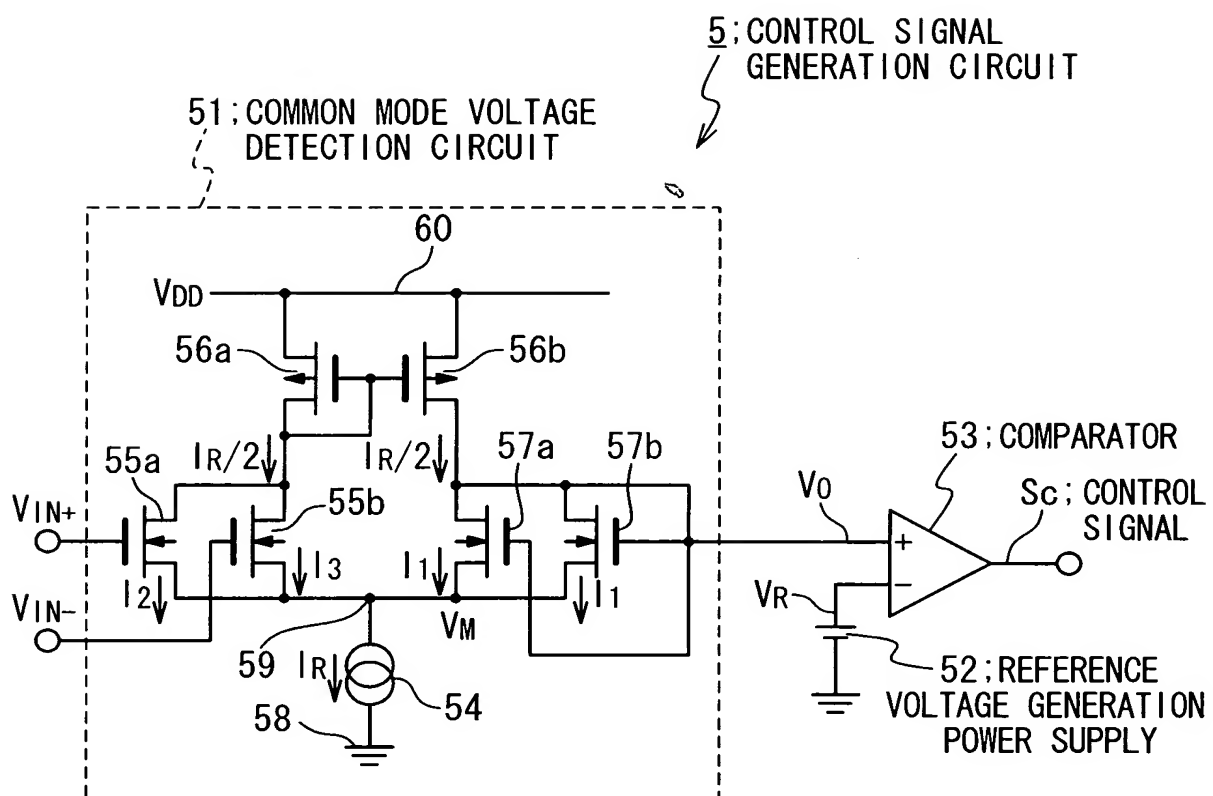 5; CONTROL SIGNAL
GENERATION CIRCUIT
51; COMMON MODE VOLTAGE
DETECTION CIRCUIT
60
VDD
56a
56b
IR/2
IR/2
55a
55b
57a
57b
53; COMPARATOR
VIN+
VO
Sc; CONTROL
SIGNAL
+
−
I2
I3
I1
I1
VR
VIN-
59
VM
IR
54
58
52; REFERENCE
VOLTAGE GENERATION
POWER SUPPLY